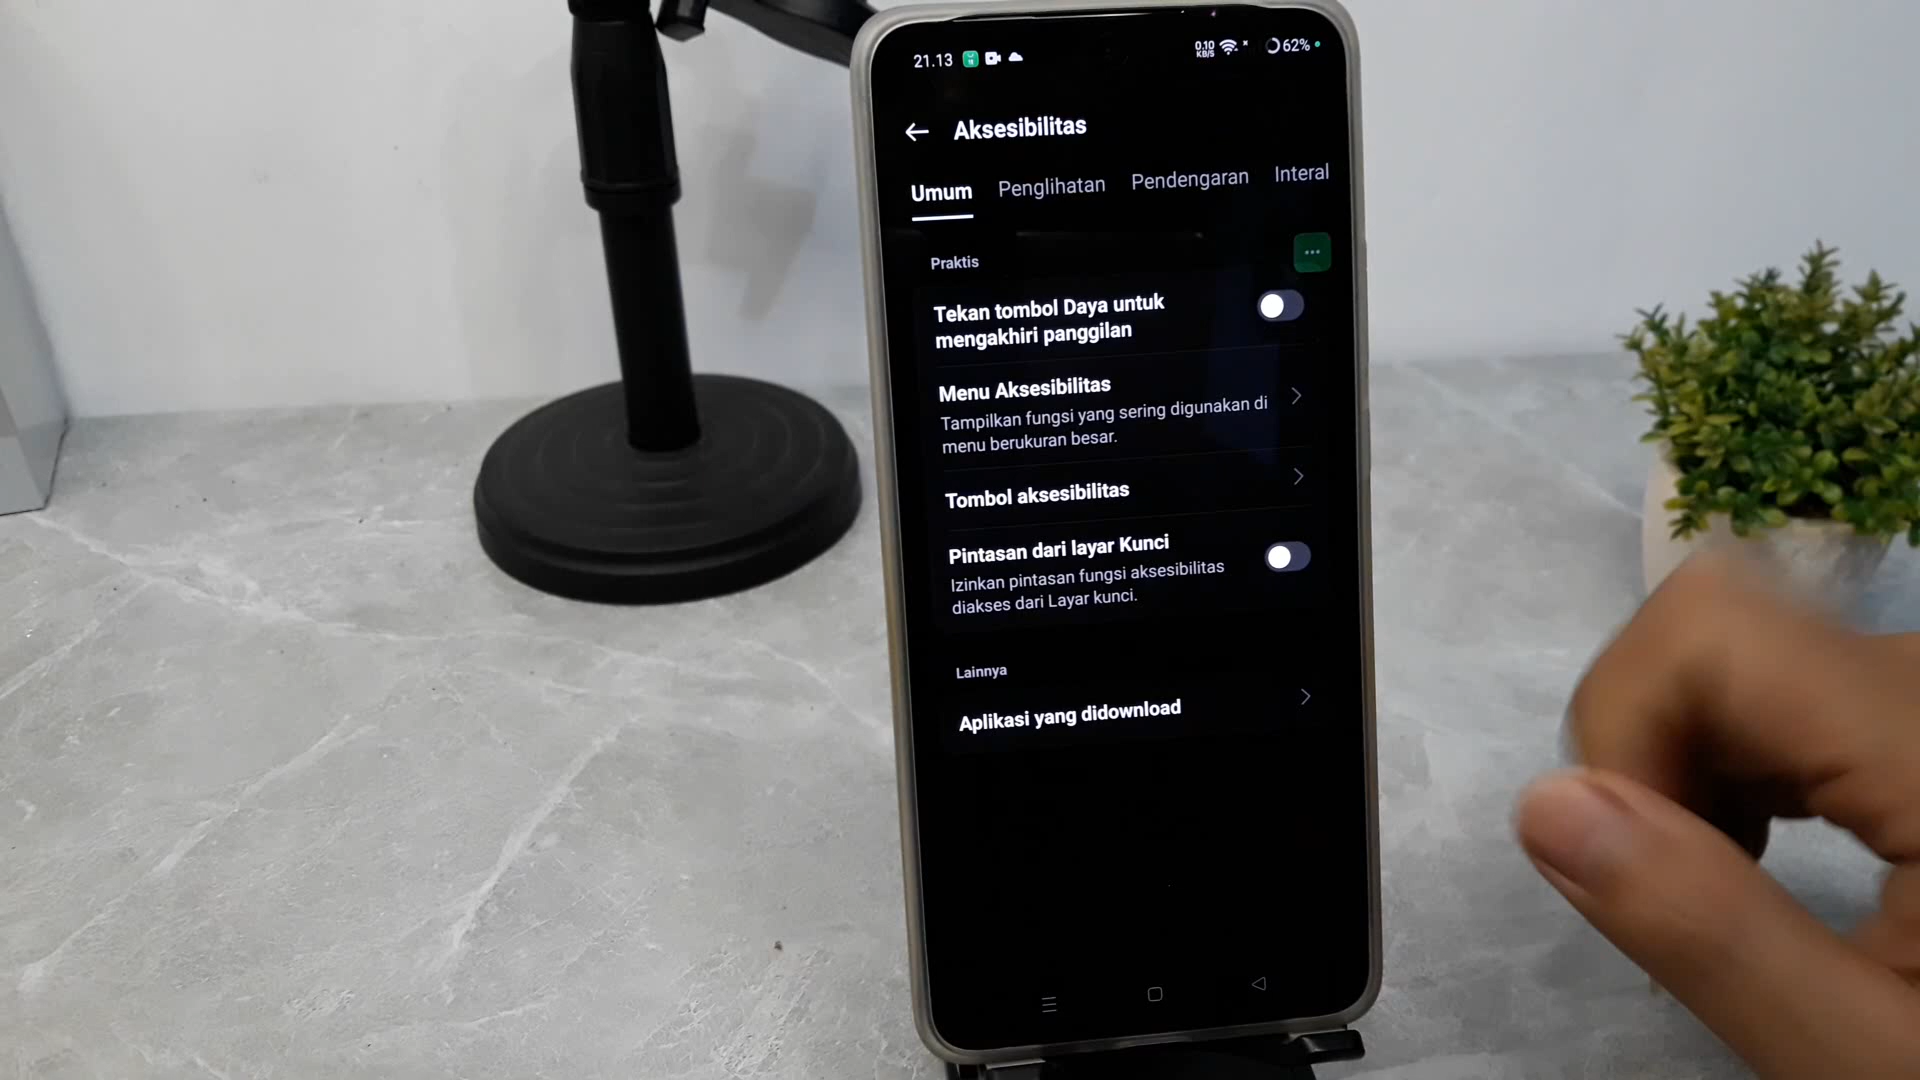 21.13
0.10
KB/S
62%
Aksesibilitas
Umum Penglihatan Pendengaran Interal
Praktis
Tekan tombol Daya untuk
mengakhiri panggilan
Menu Aksesibilitas
Tampilkan fungsi yang sering digunakan di
menu berukuran besar.
Tombol aksesibilitas
Pintasan dari layar Kunci
Izinkan pintasan fungsi aksesibilitas
diakses dari Layar kunci.
Lainnya
Aplikasi yang didownload